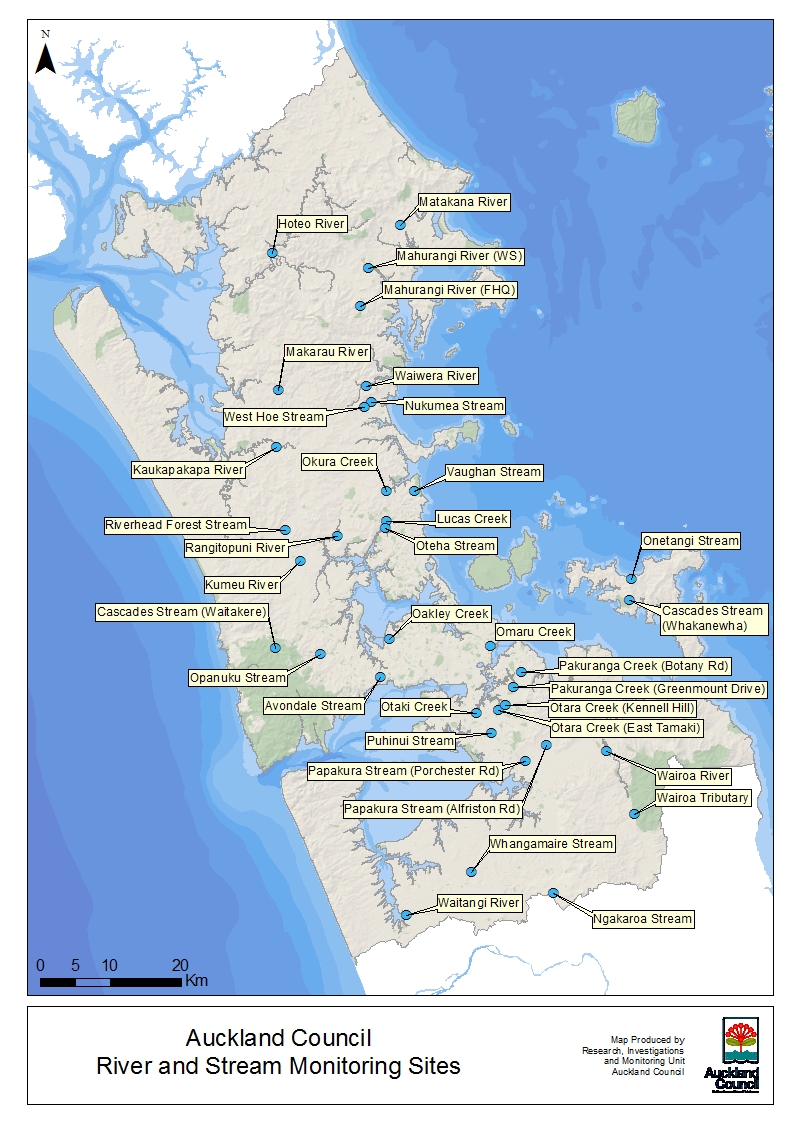 N
Matakana River
Hoteo River
Mahurangi River (WS)
Mahurangi River (FHQ)
Makarau River
Waiwera River
Nukumea Stream
West Hoe Stream
Okura Creek
Kaukapakapa River
Vaughan Stream
Lucas Creek
Riverhead Forest Stream
Oteha Stream
Rangitopuni River
Onetangi Stream
Kumeu River
Cascades Stream (Waitakere)
Cascades Stream
(Whakanewha)
Oakley Creek
Omaru Creek
Pakuranga Creek (Botany Rd)
Opanuku Stream
Pakuranga Creek (Greenmount Drive)
Avondale Stream
Otaki Creek
Otara Creek (Kennell Hill)
Otara Creek (East Tamaki)
Puhinui Stream
Papakura Stream (Porchester Rd)
Wairoa River
Wairoa Tributary
Papakura Stream (Alfriston Rd)
Whangamaire Stream
Waitangi River
Ngakaroa Stream
0 5 10 20
Km
Auckland Council
River and Stream Monitoring Sites
Map Produced by
Research, Investigations
and Monitoring Unit
Auckland Council
Auckland
Council